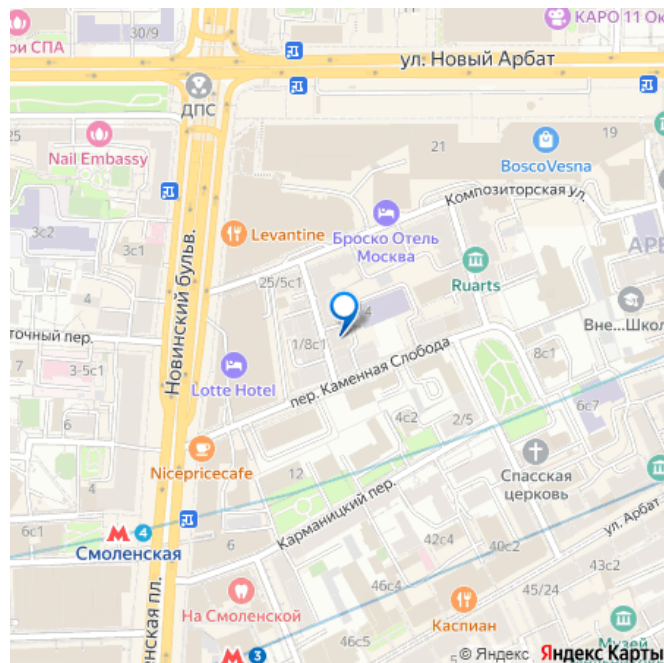 30/9
КАРО 11 Ок
ри СПА
ул. Новый Арбат
ДПС
25
Nail Embassy
21
19
BoscoVesna
Композиторская ул.
3с2
3с1
Levantine
Броско Отель
Москва
АРБ
Ruarts
25/5с1
4
4
Вне...Школ
точный пер.
Новинский бульв.
1/8с1
8с1
3-5с1
Lotte Hotel
пер. Каменная Слобода
4с2
2/5
6с7
Nicepricecafe
12
Спасская
церковь
Карманицкий пер.
6с1
4
Смоленская
6
ул. Арбат
42с4
40с2
46с4
45/24
43с2
На Смоленской
Каспиан
нская пл.
3
46с5
Музей
© Яндекс Яндекс Карты